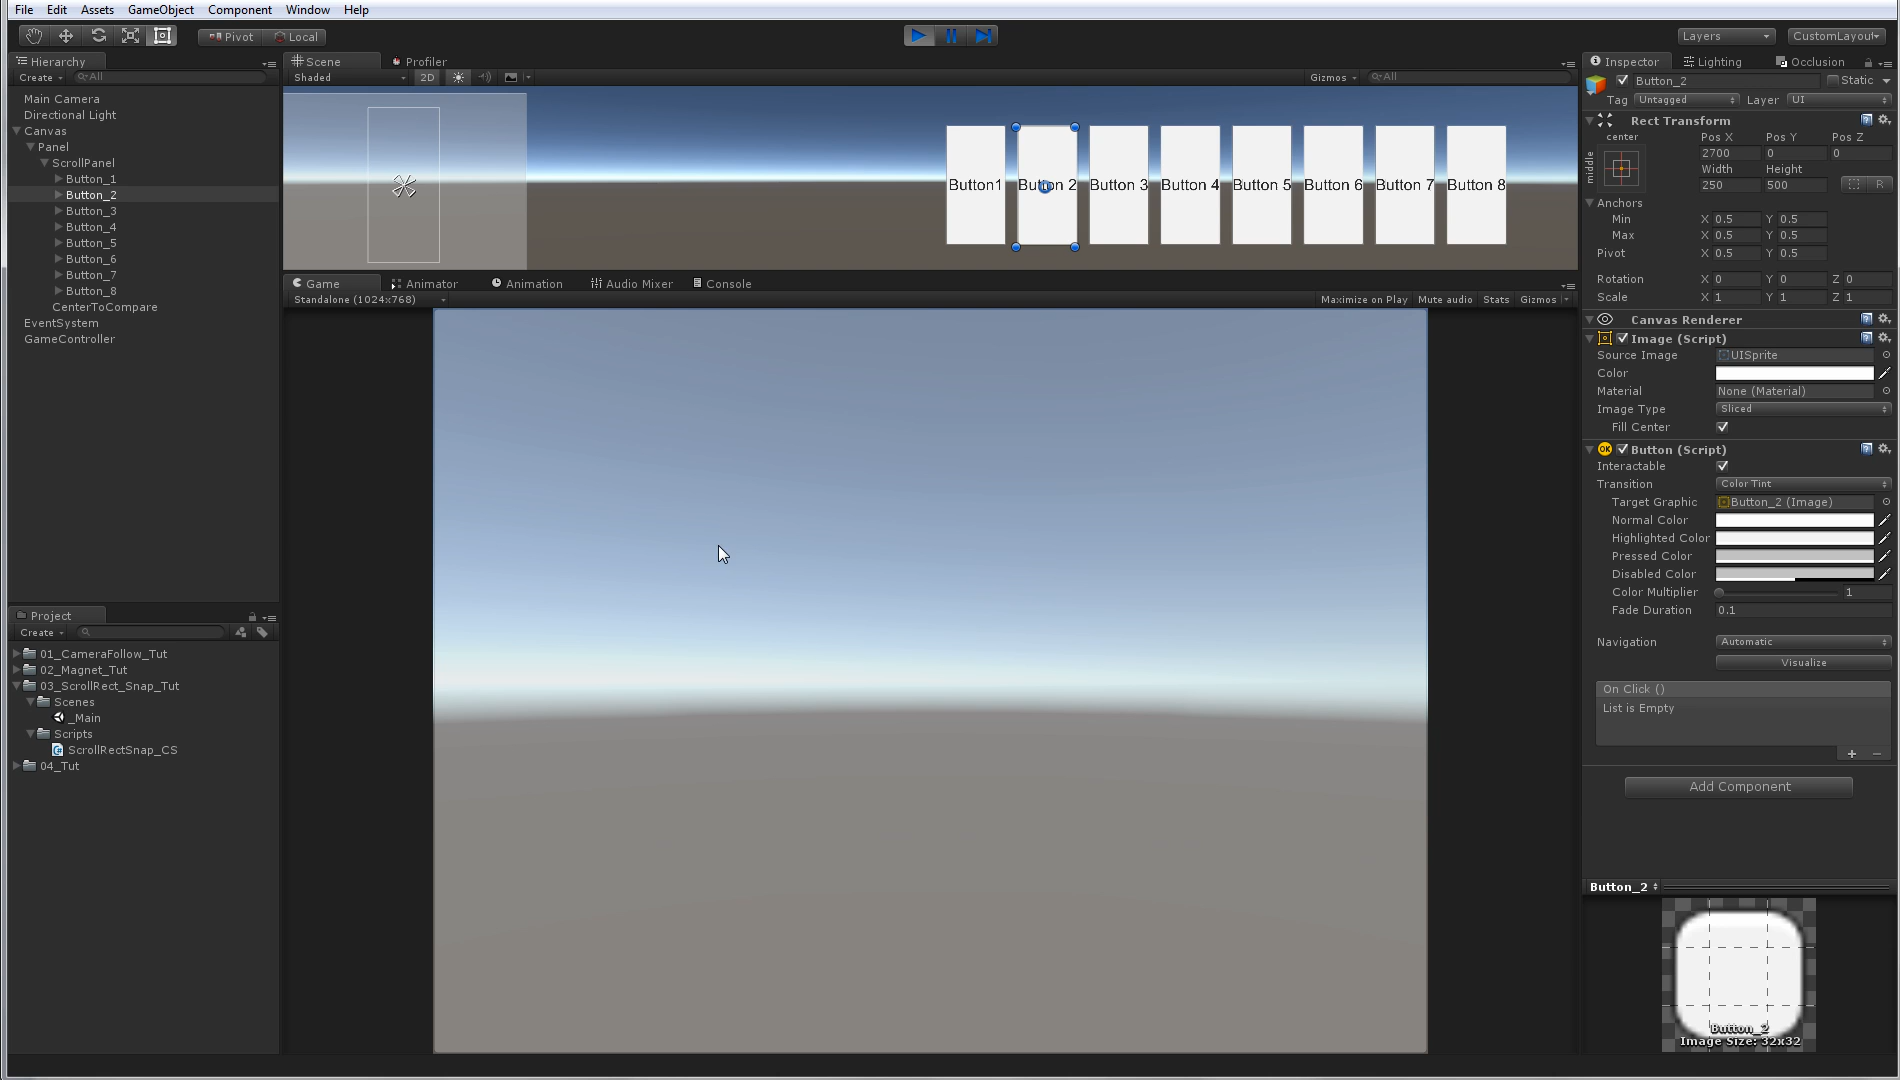 File Edit Assets GameObject Component Window Help
Pivot Local Layers CustomLayout
Hierarchy
Create All
Main Camera
Directional Light
Canvas
Panel
ScrollPanel
Button_1
Button_2
Button_3
Button_4
Button_5
Button_6
Button_7
Button_8
CenterToCompare
EventSystem
GameController
Project
Create
01_CameraFollow_Tut
02_Magnet_Tut
03_ScrollRect_Snap_Tut
Scenes
_Main
Scripts
ScrollRectSnap_CS
04_Tut
Scene Profiler
Shaded 2D Gizmos All
Button1 Button 2 Button 3 Button 4 Button 5 Button 6 Button 7 Button 8
Game Animator Animation Audio Mixer Console
Standalone (1024x768) Maximize on Play Mute audio Stats Gizmos
Inspector Lighting Occlusion
Button_2 Static
Tag Untagged Layer UI
Rect Transform
center Pos X Pos Y Pos Z
middle 2700 0 0
Width Height
250 500 R
Anchors
Min X 0.5 Y 0.5
Max X 0.5 Y 0.5
Pivot X 0.5 Y 0.5
Rotation X 0 Y 0 Z 0
Scale X 1 Y 1 Z 1
Canvas Renderer
Image (Script)
Source Image UISprite
Color
Material None (Material)
Image Type Sliced
Fill Center
OK Button (Script)
Interactable
Transition Color Tint
Target Graphic Button_2 (Image)
Normal Color
Highlighted Color
Pressed Color
Disabled Color
Color Multiplier 1
Fade Duration 0.1
Navigation Automatic
Visualize
On Click ()
List is Empty
+ −
Add Component
Button_2
Button_2
Image Size: 32x32